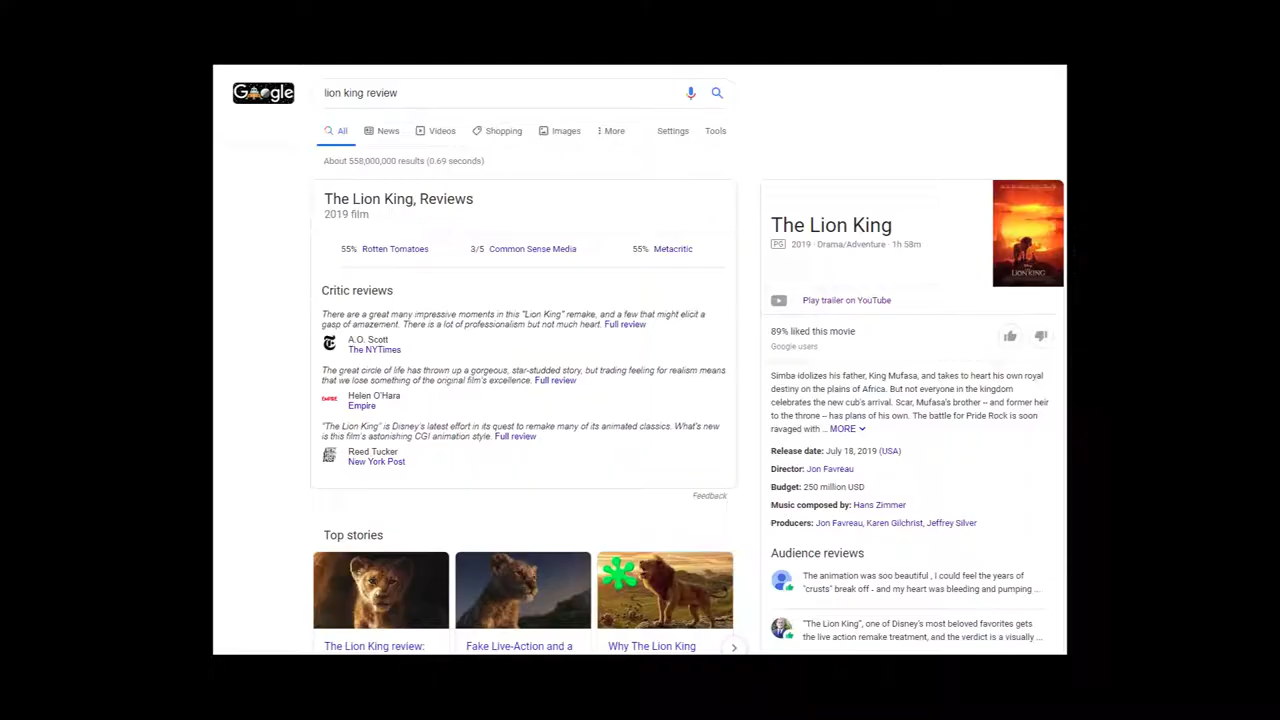 Google
lion king review
All News Videos Shopping Images More Settings Tools
About 558,000,000 results (0.69 seconds)
The Lion King, Reviews
2019 film
55% Rotten Tomatoes 3/5 Common Sense Media 55% Metacritic
Critic reviews
There are a great many impressive moments in this "Lion King" remake, and a few that might elicit a
gasp of amazement. There is a lot of professionalism but not much heart. Full review
A.O. Scott
The NYTimes
The great circle of life has thrown up a gorgeous, star-studded story, but trading feeling for realism means
that we lose something of the original film's excellence. Full review
EMPIRE
Helen O'Hara
Empire
"The Lion King" is Disney's latest effort in its quest to remake many of its animated classics. What's new
is this film's astonishing CGI animation style. Full review
Reed Tucker
New York Post
Feedback
Top stories
The Lion King review:
Fake Live-Action and a
Why The Lion King
The Lion King
PG 2019 · Drama/Adventure · 1h 58m
Disney
THE LION KING
Play trailer on YouTube
89% liked this movie
Google users
Simba idolizes his father, King Mufasa, and takes to heart his own royal
destiny on the plains of Africa. But not everyone in the kingdom
celebrates the new cub's arrival. Scar, Mufasa's brother – and former heir
to the throne – has plans of his own. The battle for Pride Rock is soon
ravaged with ... MORE
Release date: July 18, 2019 (USA)
Director: Jon Favreau
Budget: 250 million USD
Music composed by: Hans Zimmer
Producers: Jon Favreau, Karen Gilchrist, Jeffrey Silver
Audience reviews
The animation was soo beautiful , I could feel the years of
"crusts" break off - and my heart was bleeding and pumping ...
"The Lion King", one of Disney's most beloved favorites gets
the live action remake treatment, and the verdict is a visually ...